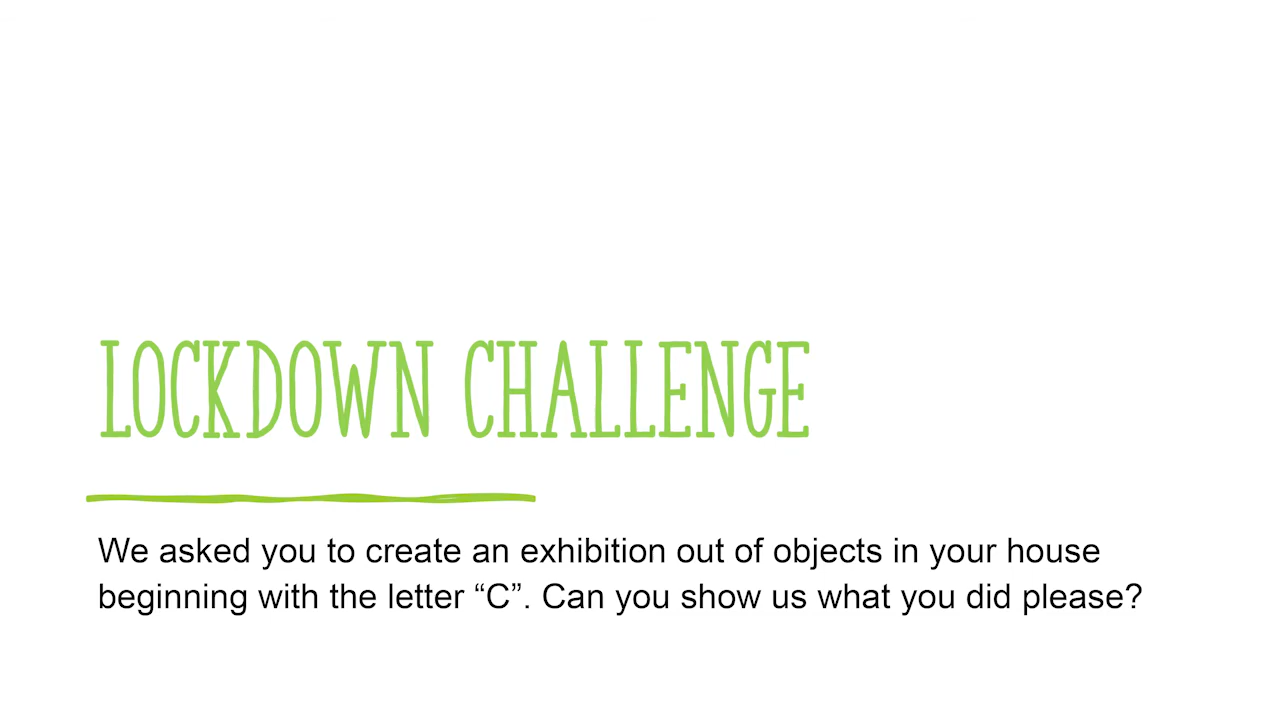 LOCKDOWN CHALLENGE
We asked you to create an exhibition out of objects in your house
beginning with the letter “C”. Can you show us what you did please?